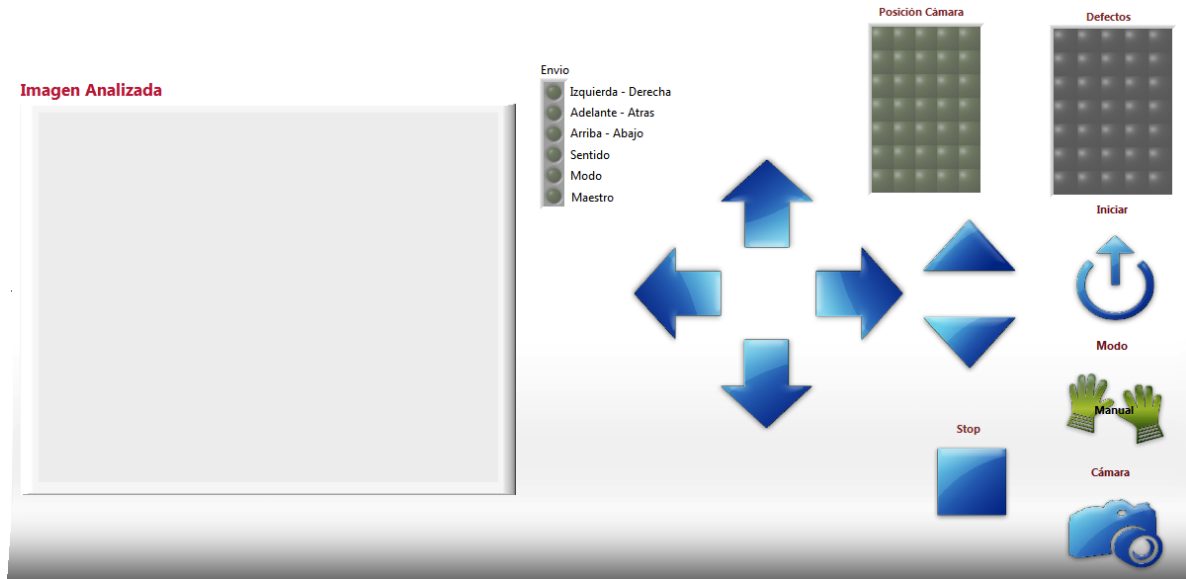 Posición Cámara
Defectos
Envio
Imagen Analizada
Izquierda - Derecha
Adelante - Atras
Arriba - Abajo
Sentido
Modo
Maestro
Iniciar
Modo
Manual
Stop
Cámara